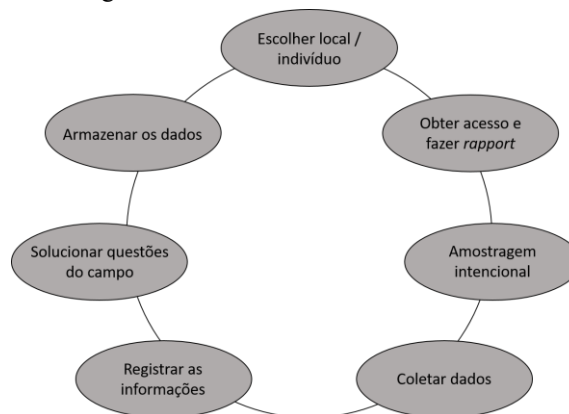 Escolher local /
indivíduo
Obter acesso e
fazer rapport
Amostragem
intencional
Coletar dados
Registrar as
informações
Solucionar questões
do campo
Armazenar os dados